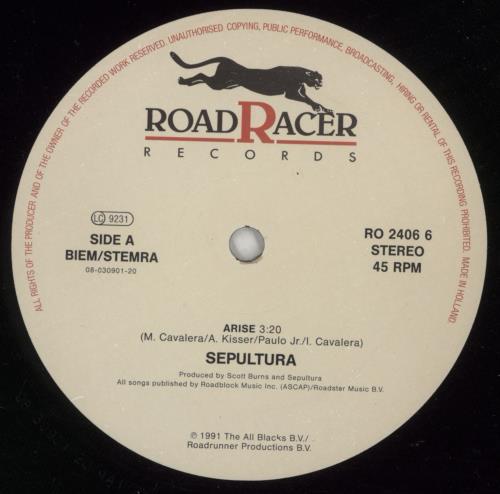 ALL RIGHTS OF THE PRODUCER AND OF THE OWNER OF THE RECORDED WORK RESERVED. UNAUTHORISED COPYING, PUBLIC PERFORMANCE, BROADCASTING, HIRING OR RENTAL OF THIS RECORDING PROHIBITED. MADE IN HOLLAND.
ROADRACER
RECORDS
LC 9231
SIDE A
BIEM/STEMRA
08-030901-20
RO 2406 6
STEREO
45 RPM
ARISE 3:20
(M. Cavalera/A. Kisser/Paulo Jr./I. Cavalera)
SEPULTURA
Produced by Scott Burns and Sepultura
All songs published by Roadblock Music Inc. (ASCAP)/Roadster Music B.V.
℗ 1991 The All Blacks B.V./
Roadrunner Productions B.V.